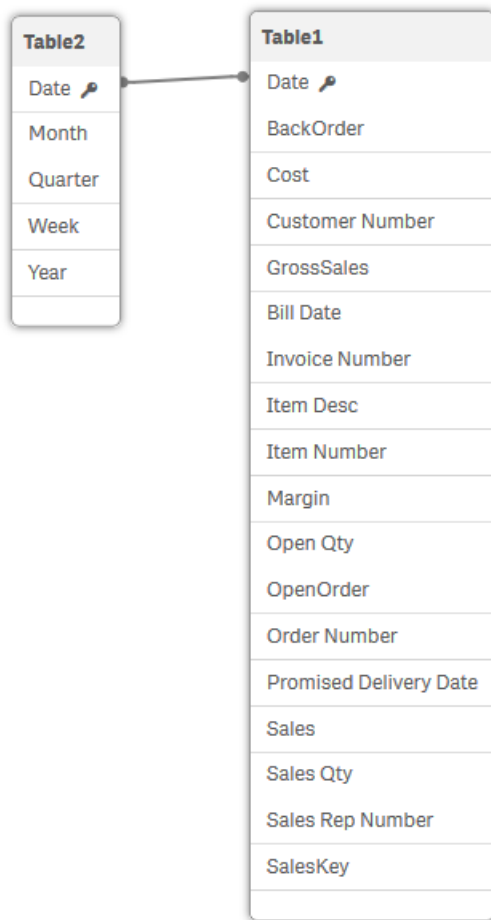 Table2
Date
Month
Quarter
Week
Year
Table1
Date
BackOrder
Cost
Customer Number
GrossSales
Bill Date
Invoice Number
Item Desc
Item Number
Margin
Open Qty
OpenOrder
Order Number
Promised Delivery Date
Sales
Sales Qty
Sales Rep Number
SalesKey